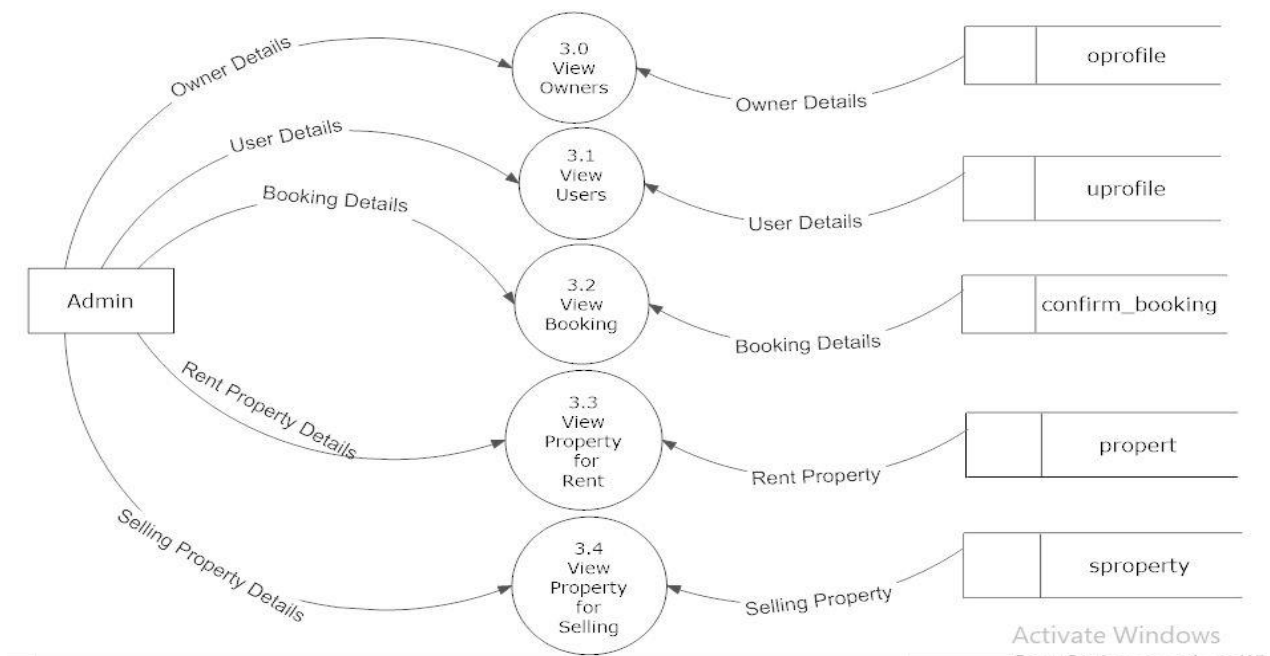 Owner Details
3.0
View
Owners
Owner Details
oprofile
User Details
3.1
View
Users
User Details
uprofile
Booking Details
Admin
3.2
View
Booking
Booking Details
confirm_booking
Rent Property Details
3.3
View
Property
for
Rent
Rent Property
propert
Selling Property Details
3.4
View
Property
for
Selling
Selling Property
sproperty
Activate Windows